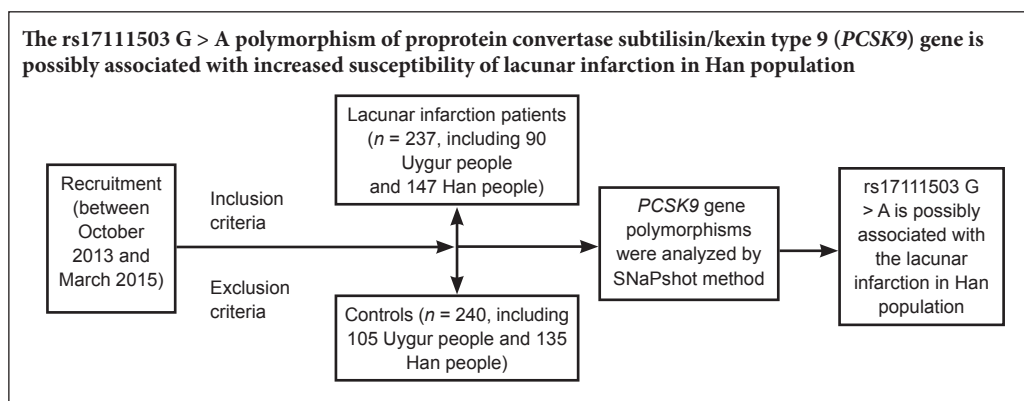 The rs17111503 G > A polymorphism of proprotein convertase subtilisin/kexin type 9 (PCSK9) gene is
possibly associated with increased susceptibility of lacunar infarction in Han population
Recruitment
(between
October
2013 and
March 2015)
Inclusion
criteria
Exclusion
criteria
Lacunar infarction patients
(n = 237, including 90
Uygur people
and 147 Han people)
Controls (n = 240, including
105 Uygur people and 135
Han people)
PCSK9 gene
polymorphisms
were analyzed by
SNaPshot method
rs17111503 G
> A is possibly
associated with
the lacunar
infarction in Han
population